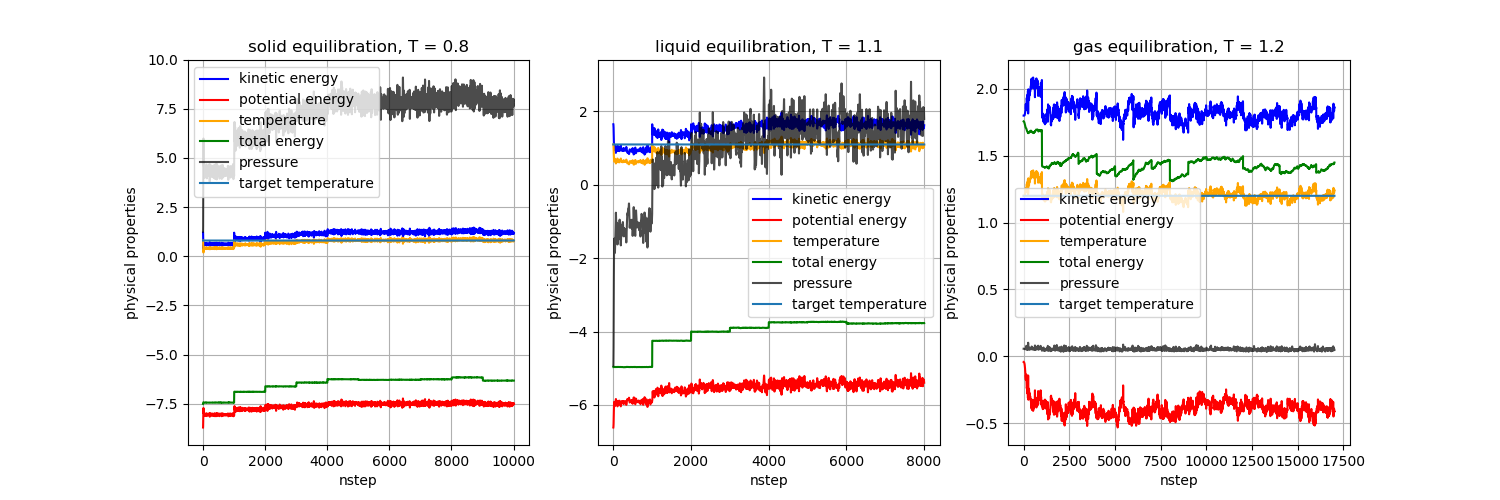 solid equilibration, T = 0.8
physical properties
10.0
7.5
5.0
2.5
0.0
−2.5
−5.0
−7.5
kinetic energy
potential energy
temperature
total energy
pressure
target temperature
0 2000 4000 6000 8000 10000
nstep
liquid equilibration, T = 1.1
physical properties
2
0
−2
−4
−6
kinetic energy
potential energy
temperature
total energy
pressure
target temperature
0 2000 4000 6000 8000
nstep
gas equilibration, T = 1.2
physical properties
2.0
1.5
1.0
0.5
0.0
−0.5
kinetic energy
potential energy
temperature
total energy
pressure
target temperature
0 2500 5000 7500 10000 12500 15000 17500
nstep